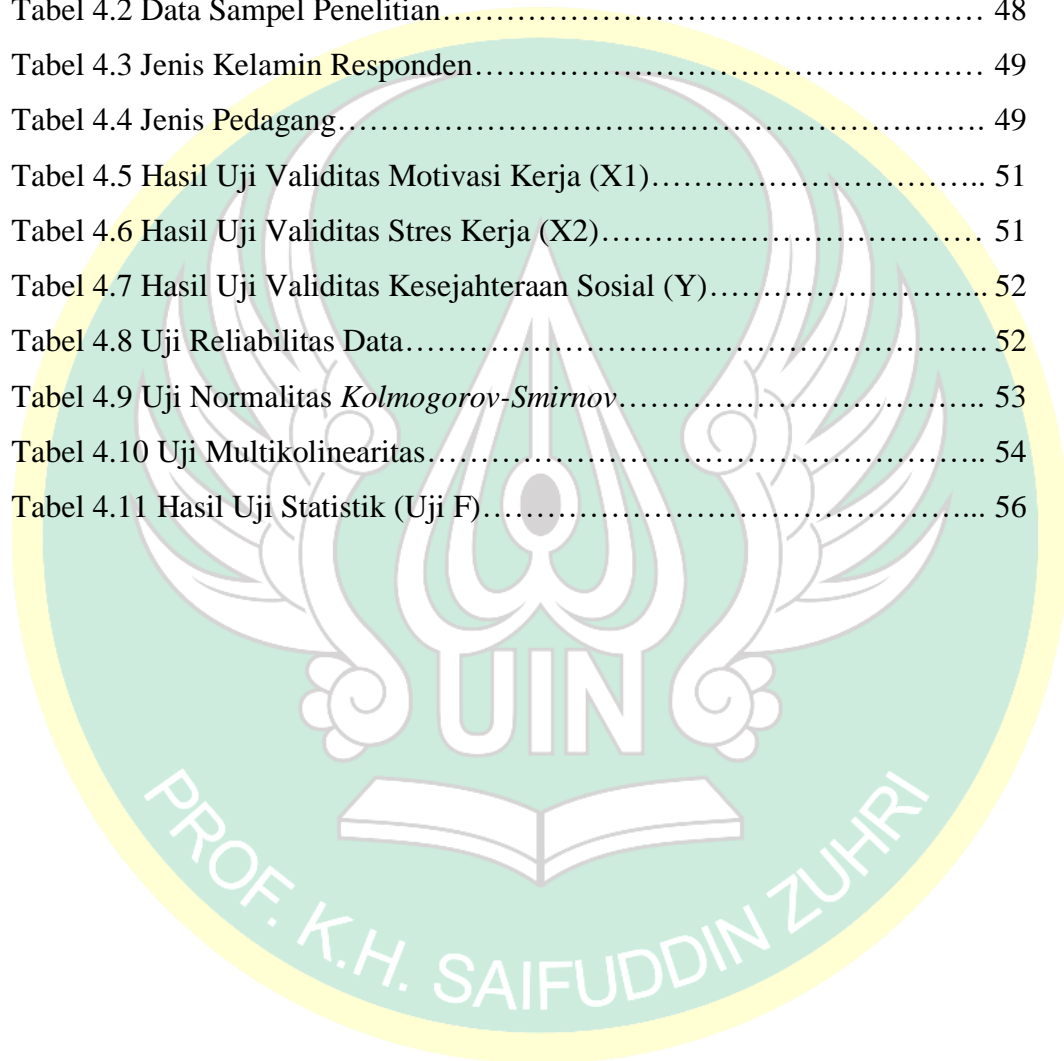 Tabel 4.2 Data Sampel Penelitian………………………………………………… 48
Tabel 4.3 Jenis Kelamin Responden……………………………………………… 49
Tabel 4.4 Jenis Pedagang…………………………………………………………. 49
Tabel 4.5 Hasil Uji Validitas Motivasi Kerja (X1)…………………………….. 51
Tabel 4.6 Hasil Uji Validitas Stres Kerja (X2)………………………………… 51
Tabel 4.7 Hasil Uji Validitas Kesejahteraan Sosial (Y)……………………... 52
Tabel 4.8 Uji Reliabilitas Data……………………………………………………. 52
Tabel 4.9 Uji Normalitas Kolmogorov-Smirnov……………………………….. 53
Tabel 4.10 Uji Multikolinearitas………………………………………………….. 54
Tabel 4.11 Hasil Uji Statistik (Uji F)…………………………………………... 56
UIN
PROF. K.H. SAIFUDDIN ZUHRI